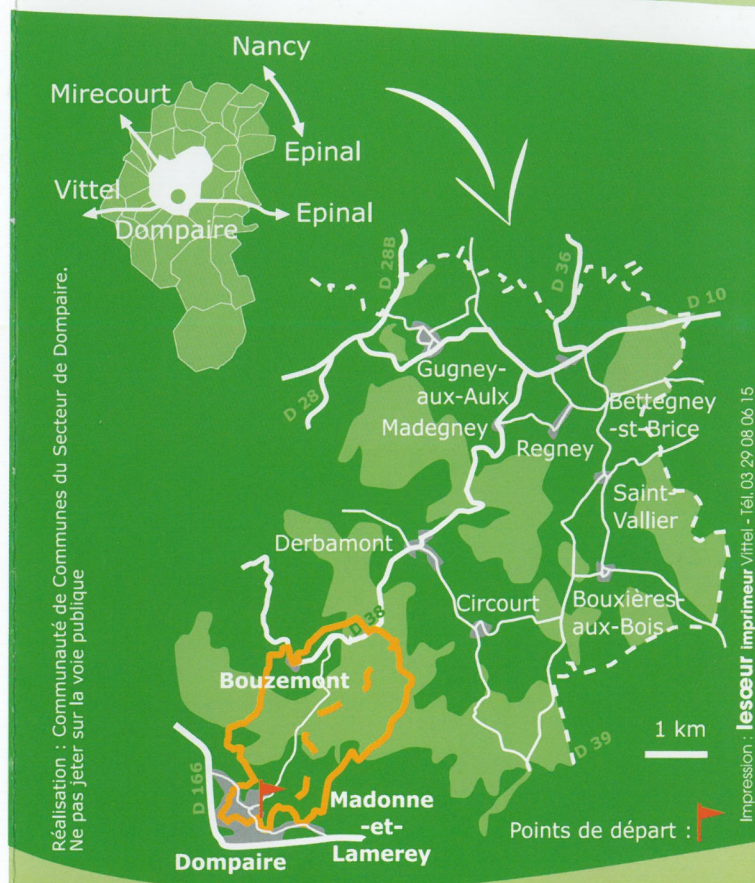 Nancy
Mirecourt
Epinal
Vittel
Epinal
Dompaire
D 28B
D 36
D 10
Gugney-
aux-Aulx
D 28
Madegney
Bettegney
-st-Brice
Regney
Saint-
Vallier
Derbamont
Circourt
Bouxières-
aux-Bois
D 38
Bouzemont
1 km
D 39
D 166
Madonne
-et-
Lamerey
Dompaire
Points de départ :
Réalisation : Communauté de Communes du Secteur de Dompaire.
Ne pas jeter sur la voie publique
Impression : lesœur imprimeur Vittel - Tél. 03 29 08 06 15